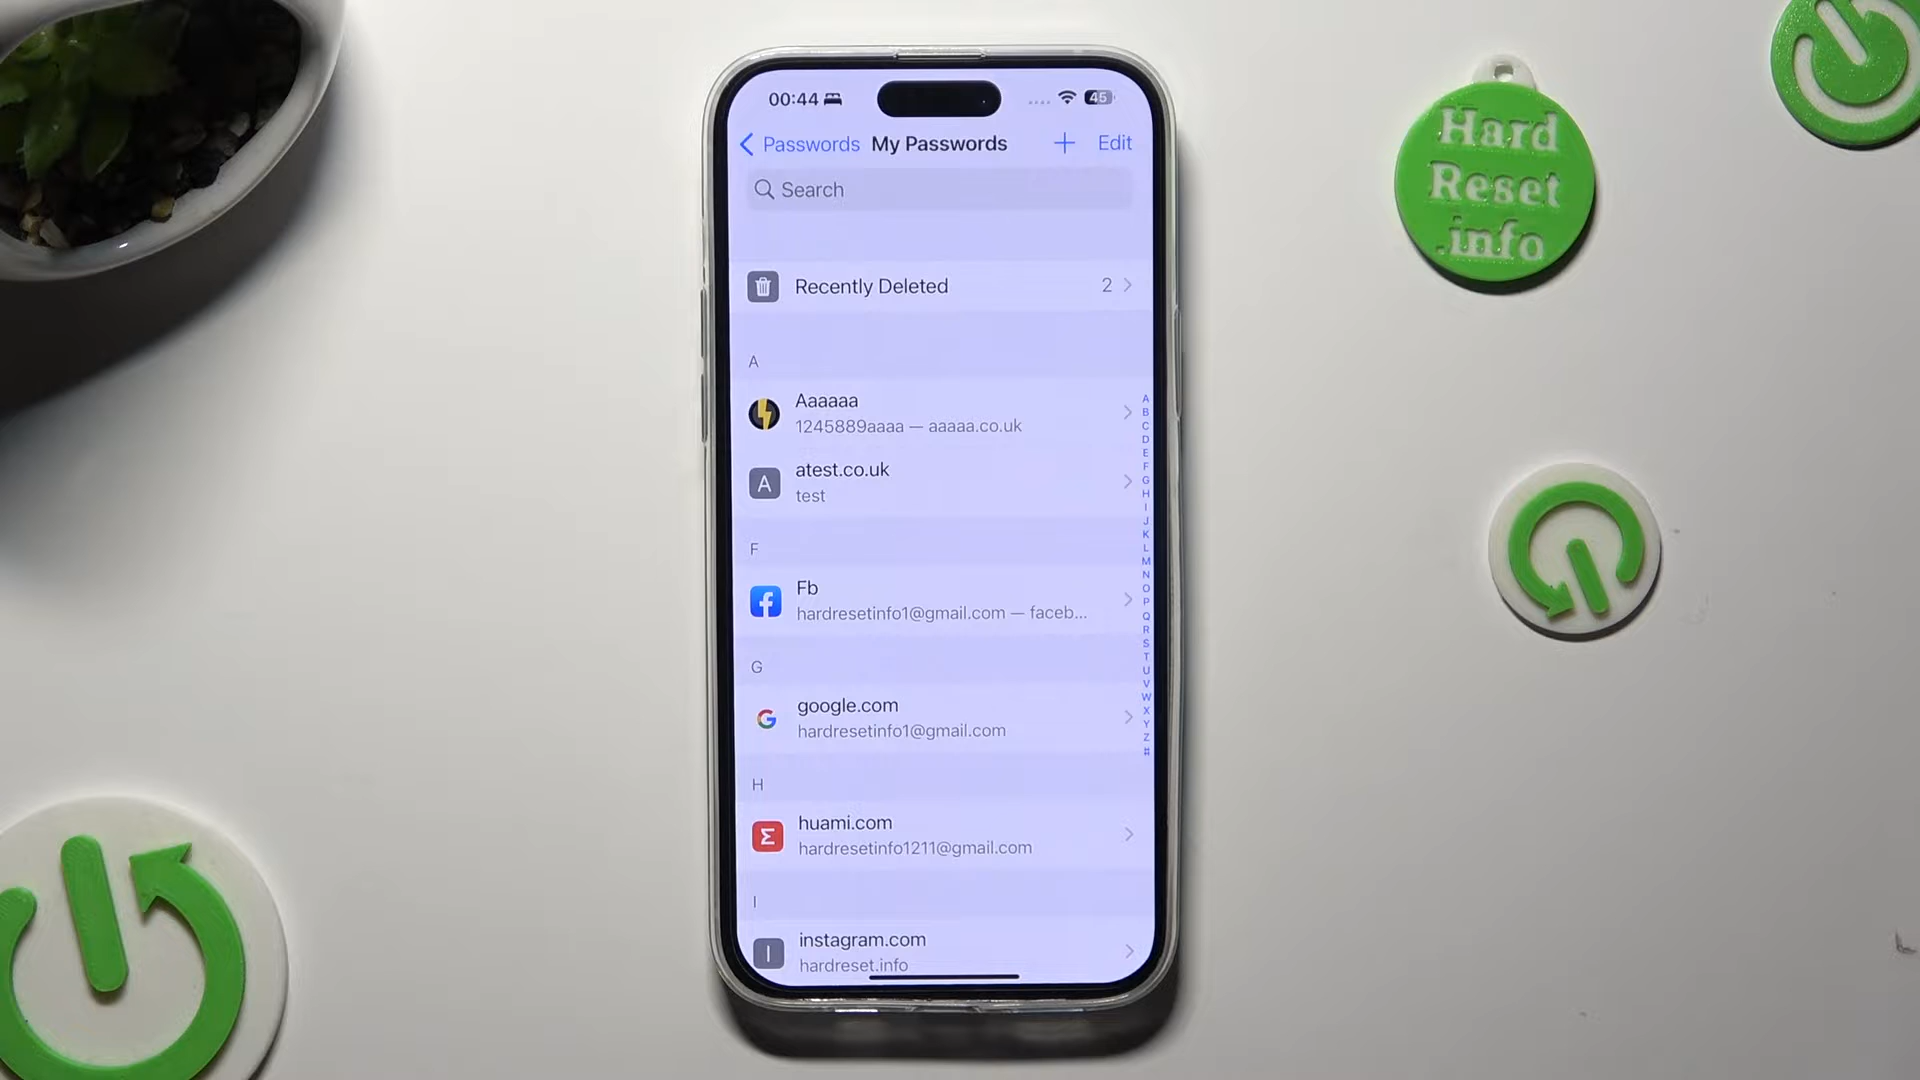 00:44
45
Passwords
My Passwords
Edit
Search
Recently Deleted
2
A
Aaaaaa
1245889aaaa — aaaaa.co.uk
A
atest.co.uk
test
F
Fb
hardresetinfo1@gmail.com — faceb...
G
google.com
hardresetinfo1@gmail.com
H
huami.com
hardresetinfo1211@gmail.com
I
I
instagram.com
hardreset.info
A
B
C
D
E
F
G
H
I
J
K
L
M
N
O
P
Q
R
S
T
U
V
W
X
Y
Z
#
Hard
Reset
.info